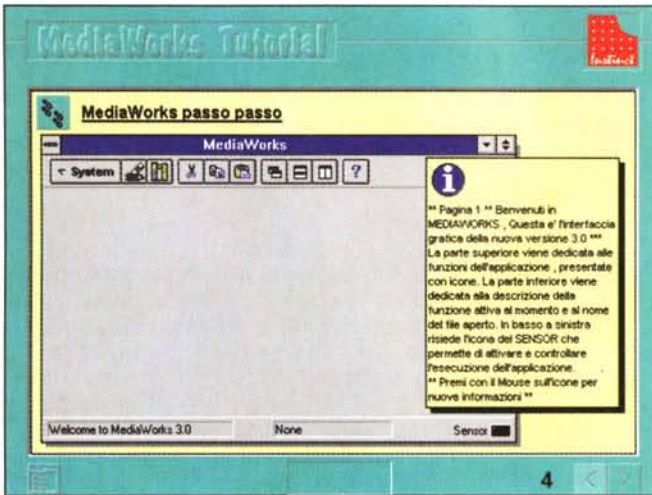 MediaWorks Tutorial
Instinct
MediaWorks passo passo
MediaWorks
System
?
i
** Pagina 1 ** Benvenuti in
MEDIAWORKS , Questa e' l'interfaccia
grafica della nuova versione 3.0 ***
La parte superiore viene dedicata alle
funzioni dell'applicazione , presentate
con icone. La parte inferiore viene
dedicata alla descrizione della
funzione attiva al momento e al nome
del file aperto. In basso a sinistra
risiede l'icona del SENSOR che
permette di attivare e controllare
l'esecuzione dell'applicazione.
** Premi con il Mouse sull'icone per
nuove informazioni **
Welcome to MediaWorks 3.0
None
Sensor
4